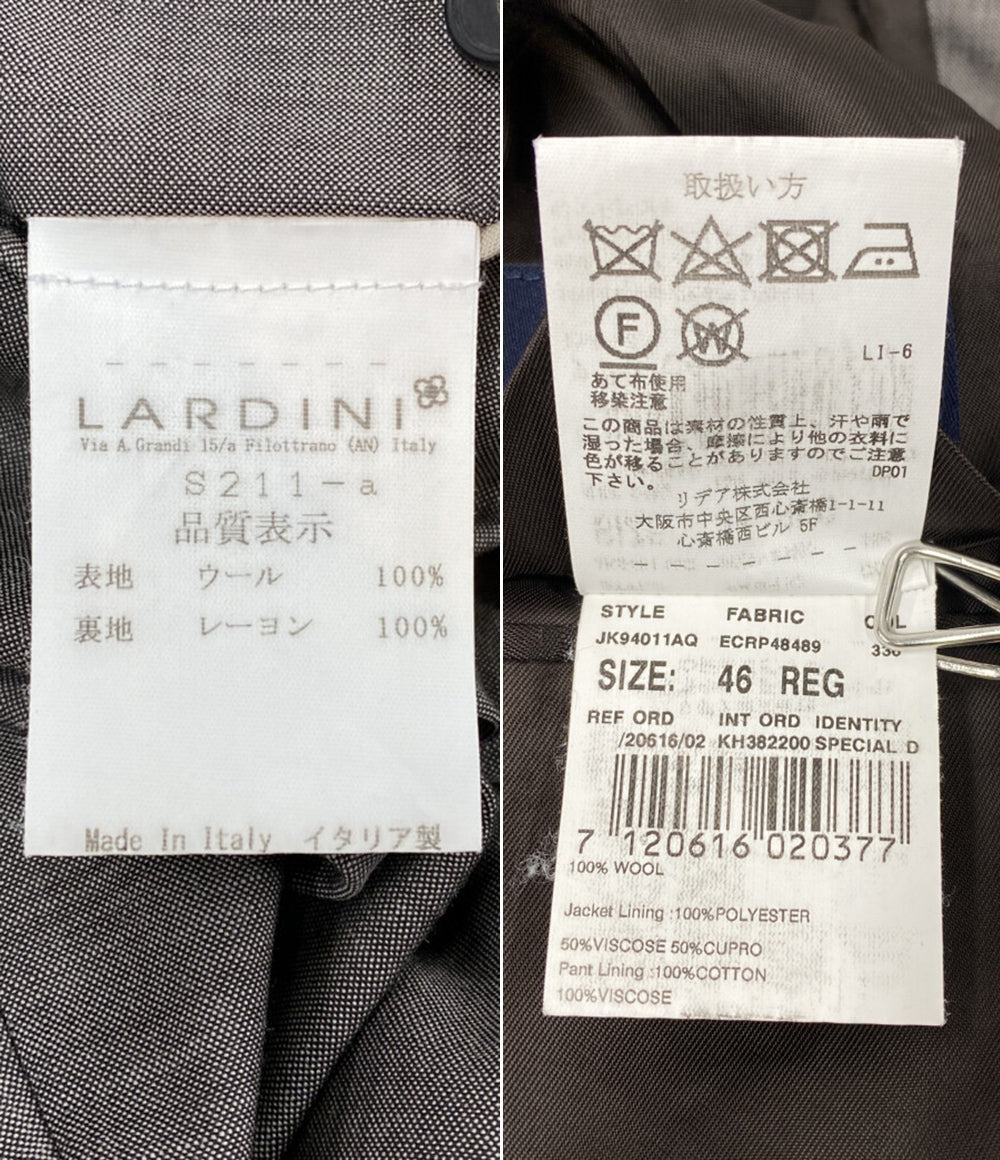 LARDINI
Via A.Grandi 15/a Filottrano (AN) Italy
S211-a
品質表示
表地 ウール 100%
裏地 レーヨン 100%
Made In Italy イタリア製
取扱い方
F W
LI-6
あて布使用
移染注意
この商品は素材の性質上、汗や雨で
湿った場合、摩擦により他の衣料に
色が移ることがありますのでご注意
下さい。
DP01
リデア株式会社
大阪市中央区西心斎橋1-1-11
心斎橋西ビル 5F
STYLE FABRIC
JK94011AQ ECRP48489
SIZE: 46 REG
REF ORD INT ORD IDENTITY
/20616/02 KH382200 SPECIAL D
7 120616 020377
100% WOOL
Jacket Lining :100%POLYESTER
50%VISCOSE 50%CUPRO
Pant Lining :100%COTTON
100%VISCOSE